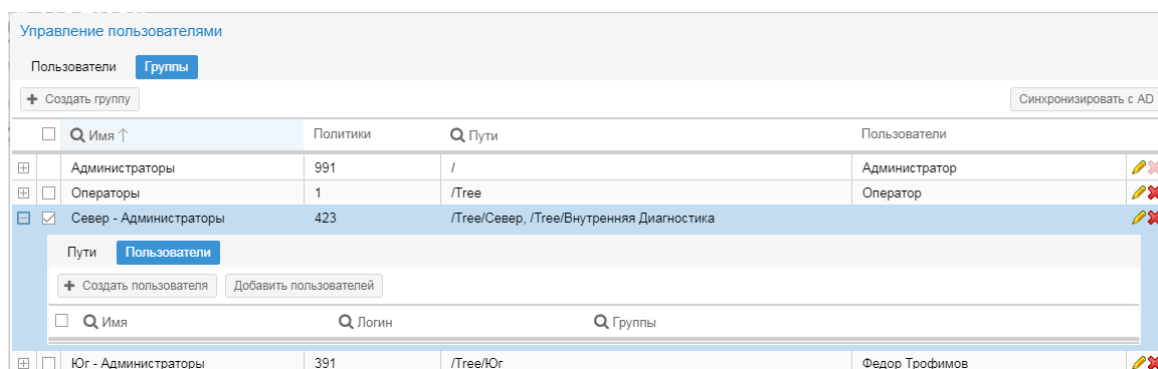 Управление пользователями
Пользователи Группы
Создать группу Синхронизировать с AD
Имя ↑ Политики Пути Пользователи
Администраторы 991 / Администратор
Операторы 1 /Tree Оператор
Север - Администраторы 423 /Tree/Север, /Tree/Внутренняя Диагностика
Пути Пользователи
Создать пользователя Добавить пользователей
Имя Логин Группы
Юг - Администраторы 391 /Tree/Юг Федор Трофимов